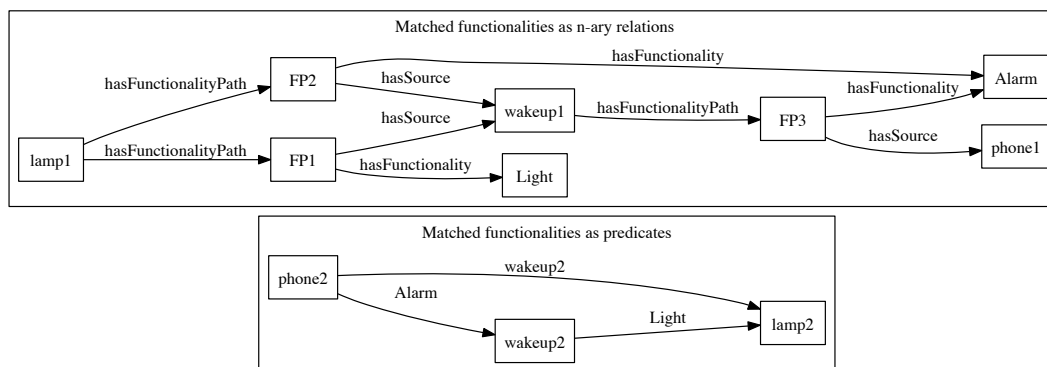 Matched functionalities as n-ary relations
hasFunctionality
hasFunctionalityPath
FP2
hasSource
Alarm
hasFunctionality
wakeup1
hasFunctionalityPath
FP3
hasSource
hasSource
lamp1
hasFunctionalityPath
FP1
hasFunctionality
Light
phone1
Matched functionalities as predicates
phone2
wakeup2
Alarm
Light
lamp2
wakeup2